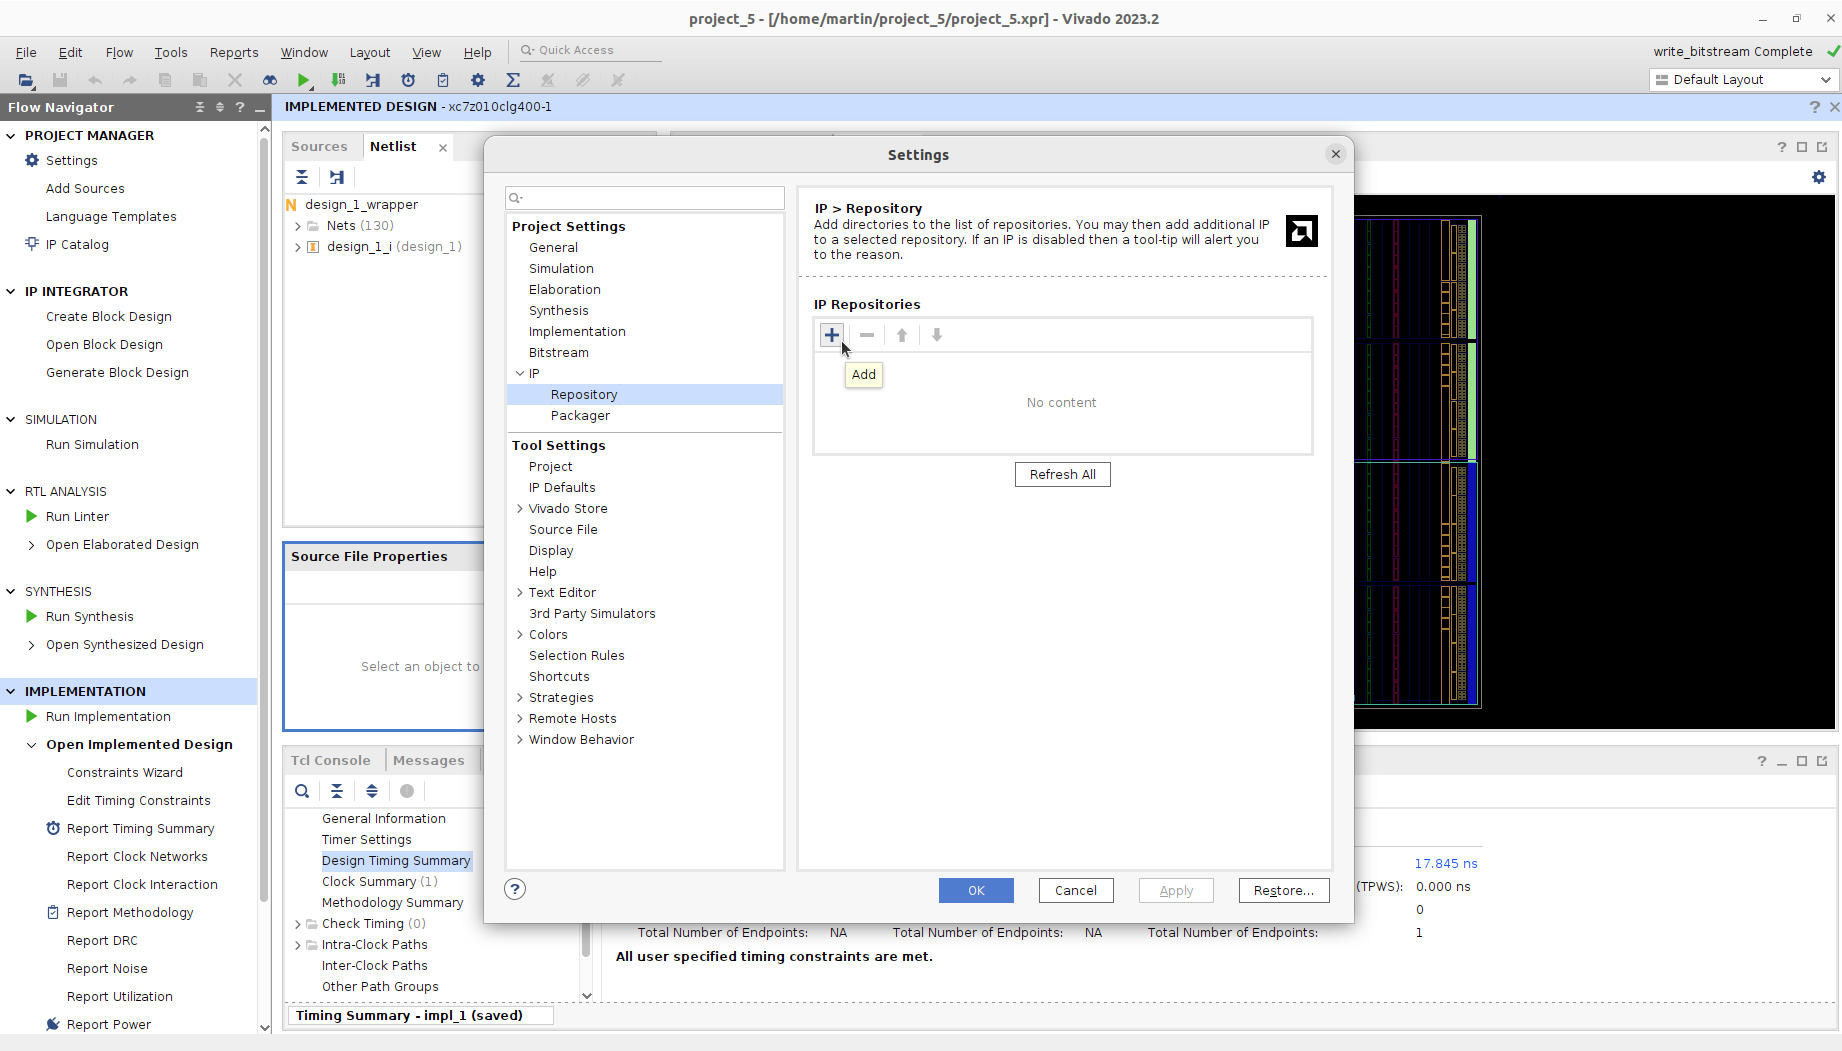 project_5 - [/home/martin/project_5/project_5.xpr] - Vivado 2023.2
File Edit Flow Tools Reports Window Layout View Help Quick Access
write_bitstream Complete
Default Layout
Flow Navigator
IMPLEMENTED DESIGN - xc7z010clg400-1
PROJECT MANAGER
Settings
Add Sources
Language Templates
IP Catalog
IP INTEGRATOR
Create Block Design
Open Block Design
Generate Block Design
SIMULATION
Run Simulation
RTL ANALYSIS
Run Linter
Open Elaborated Design
SYNTHESIS
Run Synthesis
Open Synthesized Design
IMPLEMENTATION
Run Implementation
Open Implemented Design
Constraints Wizard
Edit Timing Constraints
Report Timing Summary
Report Clock Networks
Report Clock Interaction
Report Methodology
Report DRC
Report Noise
Report Utilization
Report Power
Sources Netlist
design_1_wrapper
Nets (130)
design_1_i (design_1)
Source File Properties
Select an object to
Settings
Project Settings
General
Simulation
Elaboration
Synthesis
Implementation
Bitstream
IP
Repository
Packager
Tool Settings
Project
IP Defaults
Vivado Store
Source File
Display
Help
Text Editor
3rd Party Simulators
Colors
Selection Rules
Shortcuts
Strategies
Remote Hosts
Window Behavior
IP > Repository
Add directories to the list of repositories. You may then add additional IP
to a selected repository. If an IP is disabled then a tool-tip will alert you
to the reason.
IP Repositories
Add
No content
Refresh All
OK Cancel Apply Restore...
Tcl Console Messages
General Information
Timer Settings
Design Timing Summary
Clock Summary (1)
Methodology Summary
Check Timing (0)
Intra-Clock Paths
Inter-Clock Paths
Other Path Groups
17.845 ns
(TPWS): 0.000 ns
0
Total Number of Endpoints: NA Total Number of Endpoints: NA Total Number of Endpoints: 1
All user specified timing constraints are met.
Timing Summary - impl_1 (saved)